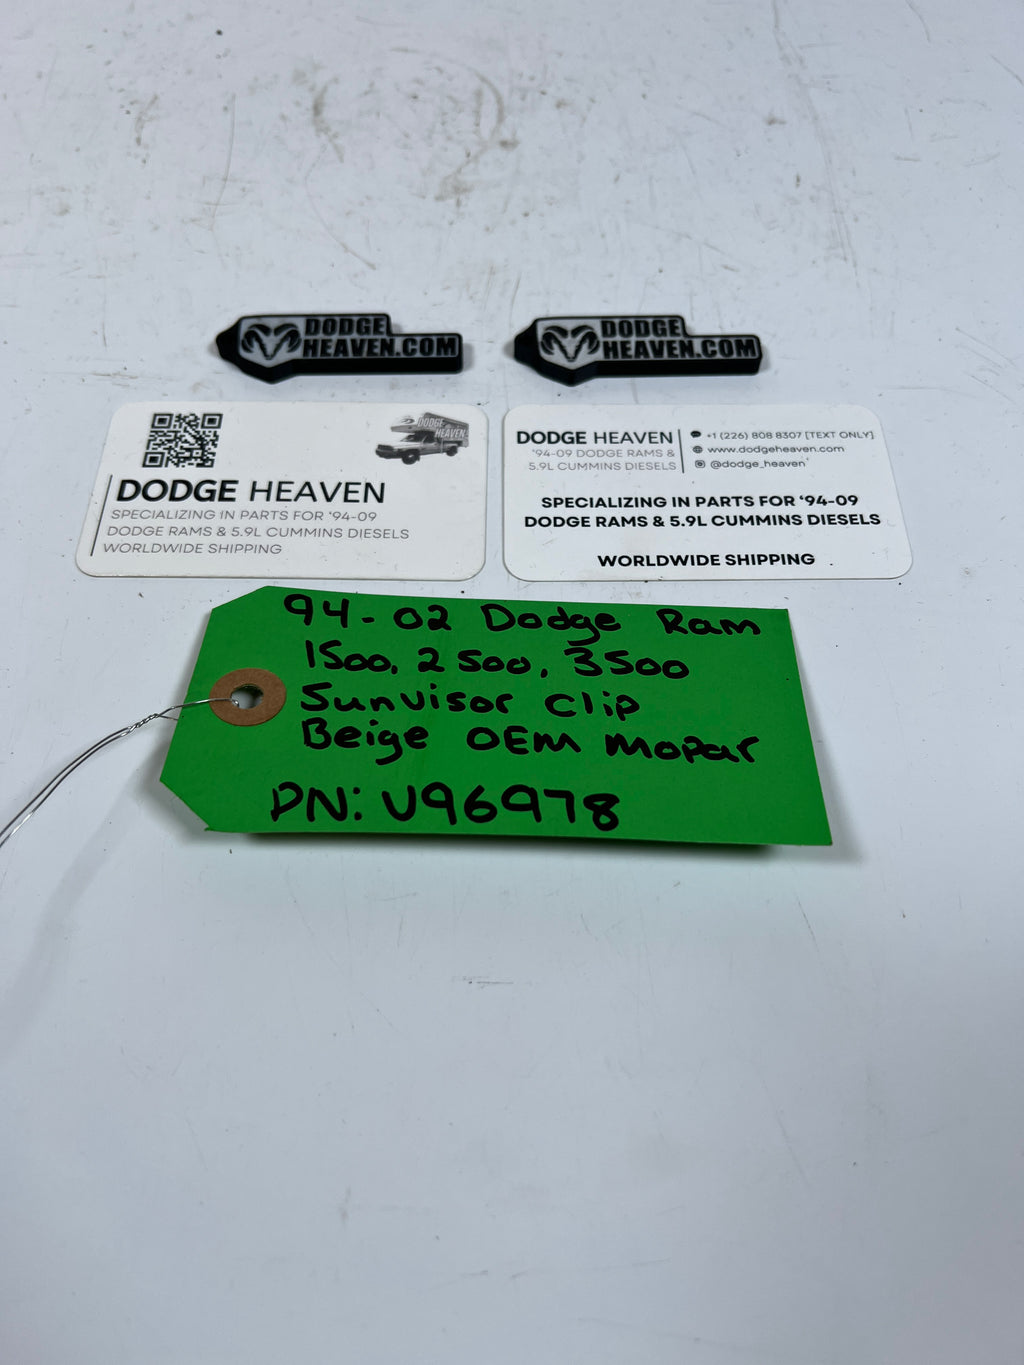 DODGE
HEAVEN.COM
DODGE
HEAVEN.COM
DODGE
HEAVEN
DODGE HEAVEN
SPECIALIZING IN PARTS FOR '94-09
DODGE RAMS & 5.9L CUMMINS DIESELS
WORLDWIDE SHIPPING
DODGE HEAVEN
'94-09 DODGE RAMS &
5.9L CUMMINS DIESELS
+1 (226) 808 8307 [TEXT ONLY]
www.dodgeheaven.com
@dodge_heaven
SPECIALIZING IN PARTS FOR '94-09
DODGE RAMS & 5.9L CUMMINS DIESELS
WORLDWIDE SHIPPING
94-02 Dodge Ram
1500, 2500, 3500
Sunvisor Clip
Beige OEM Mopar
PN: U96978